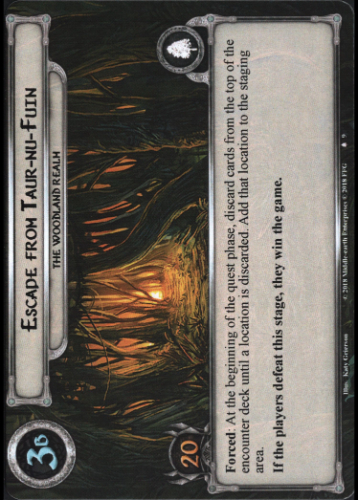 3B
Escape from Taur-nu-Fuin
The Woodland Realm
20
Forced: At the beginning of the quest phase, discard cards from the top of the
encounter deck until a location is discarded. Add that location to the staging
area.
If the players defeat this stage, they win the game.
Illus. Katy Grierson © 2018 Middle-earth Enterprises © 2018 FFG 9